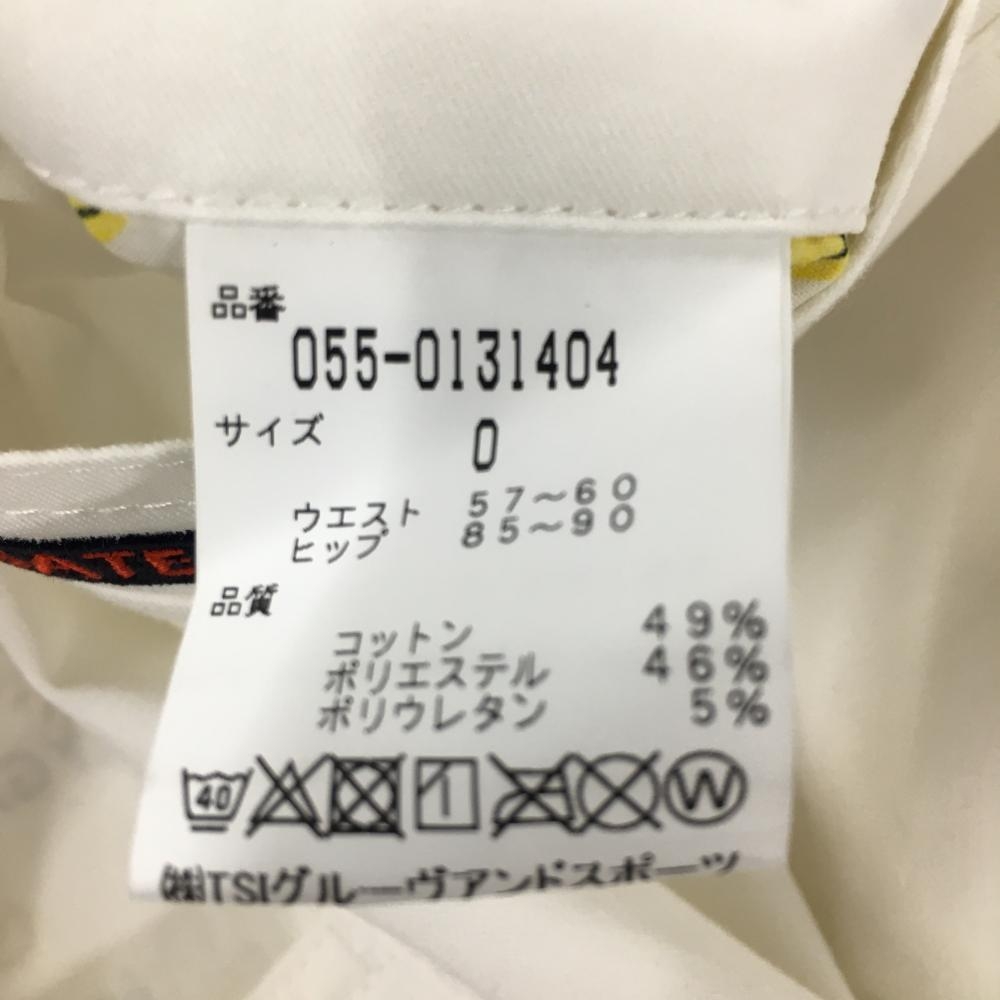 品番
055-0131404
サイズ 0
ウエスト 57～60
ヒップ 85～90
品質
コットン 49%
ポリエステル 46%
ポリウレタン 5%
40 W
㈱TSIグルーヴアンドスポーツ